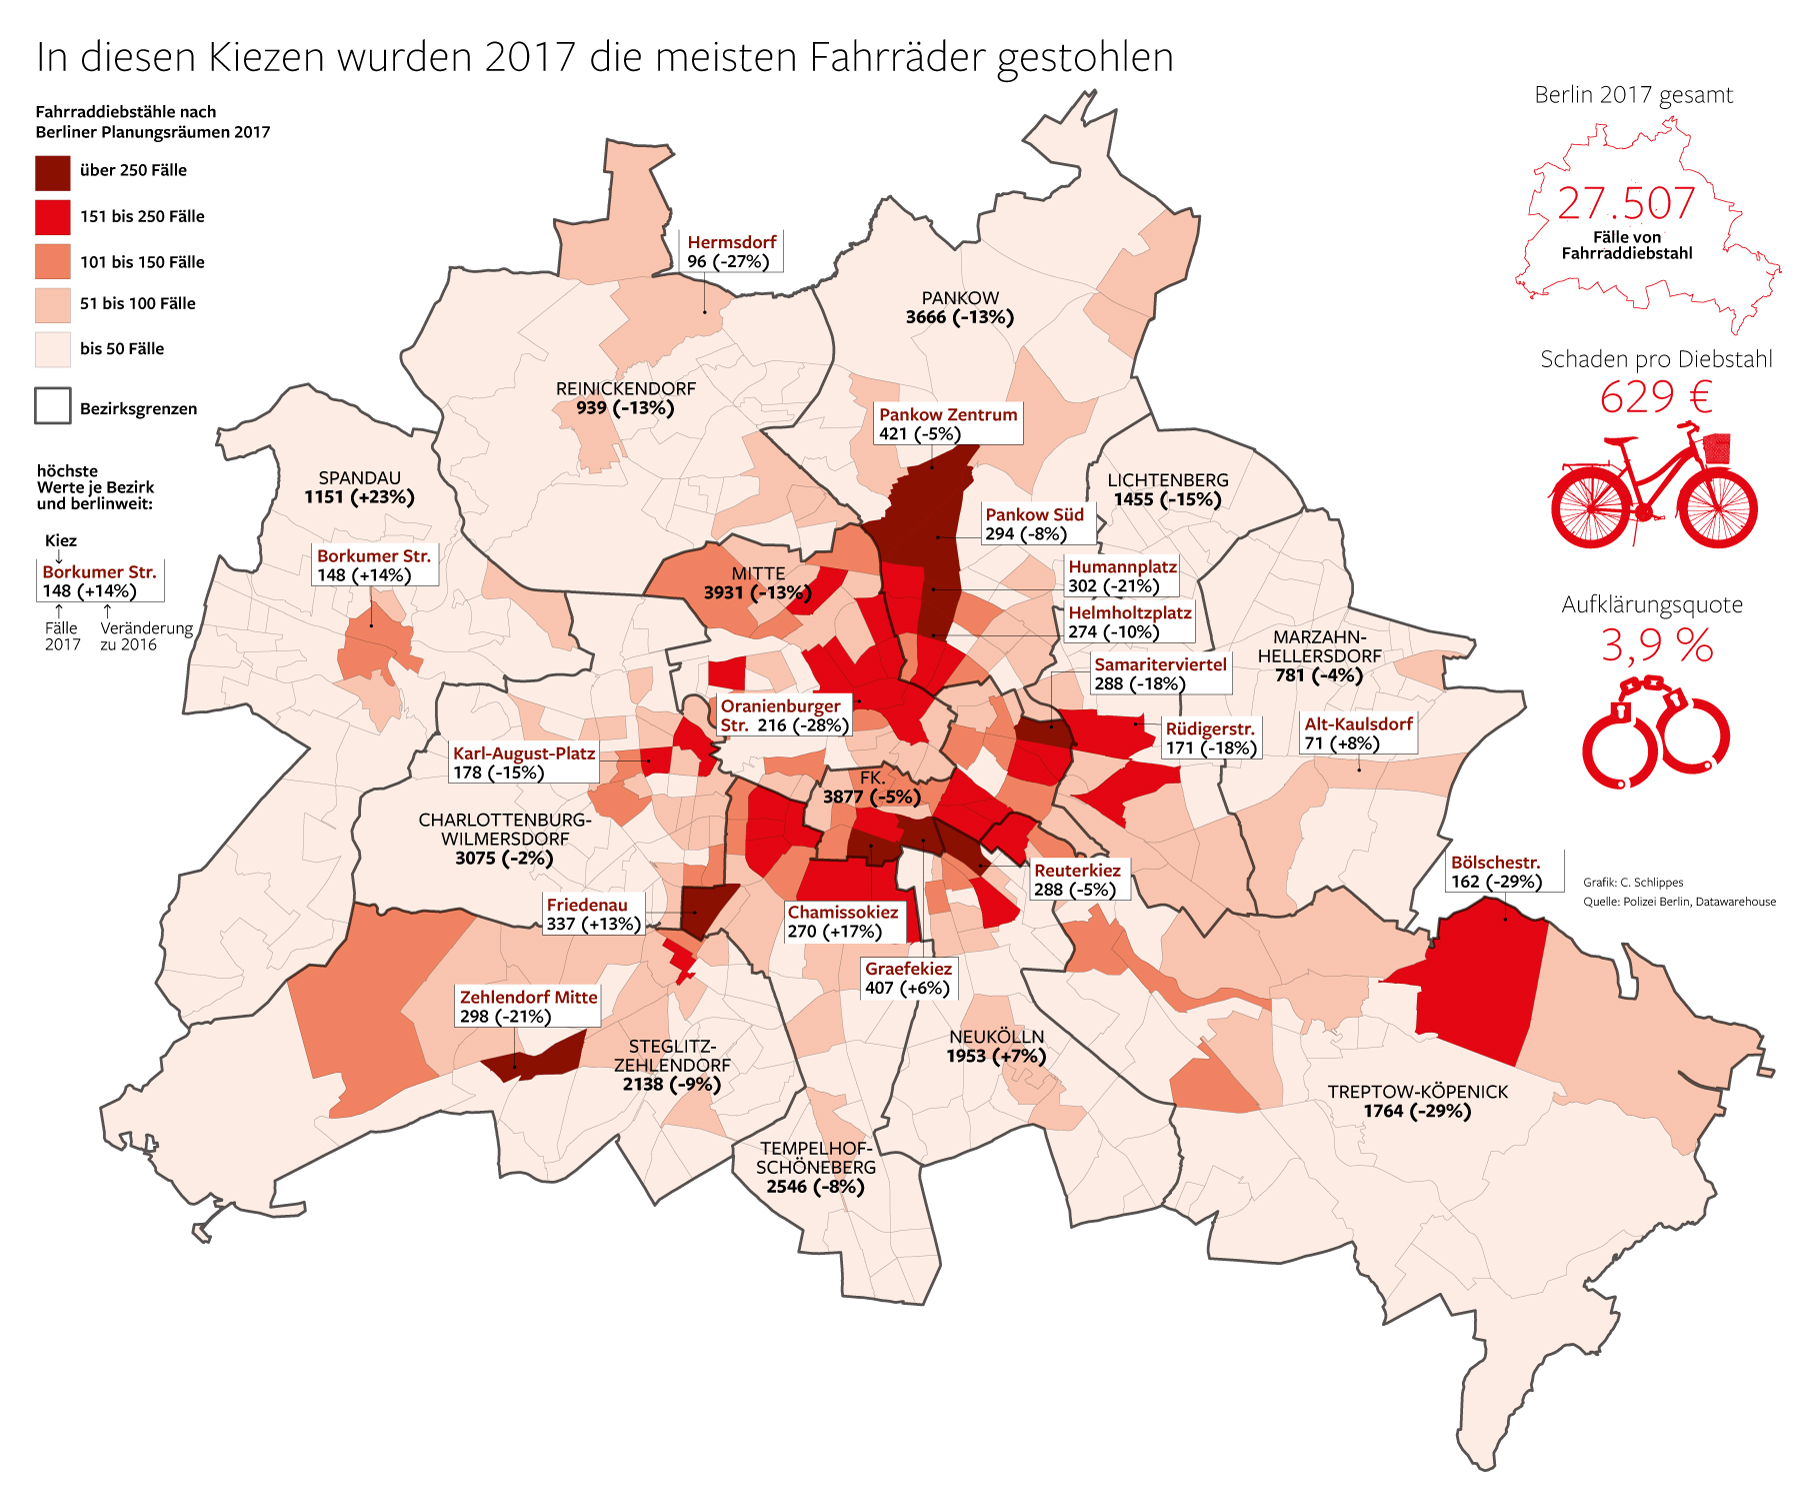 In diesen Kiezen wurden 2017 die meisten Fahrräder gestohlen
Fahrraddiebstähle nach
Berliner Planungsräumen 2017
über 250 Fälle
151 bis 250 Fälle
101 bis 150 Fälle
51 bis 100 Fälle
bis 50 Fälle
Bezirksgrenzen
höchste
Werte je Bezirk
und berlinweit:
Kiez
Borkumer Str.
148 (+14%)
Fälle
2017
Veränderung
zu 2016
Berlin 2017 gesamt
27.507
Fälle von
Fahrraddiebstahl
Schaden pro Diebstahl
629 €
Aufklärungsquote
3,9 %
Hermsdorf
96 (-27%)
PANKOW
3666 (-13%)
REINICKENDORF
939 (-13%)
Pankow Zentrum
421 (-5%)
SPANDAU
1151 (+23%)
LICHTENBERG
1455 (-15%)
Pankow Süd
294 (-8%)
Borkumer Str.
148 (+14%)
MITTE
3931 (-13%)
Humannplatz
302 (-21%)
Helmholtzplatz
274 (-10%)
MARZAHN-
HELLERSDORF
781 (-4%)
Samariterviertel
288 (-18%)
Oranienburger
Str. 216 (-28%)
Rüdigerstr.
171 (-18%)
Alt-Kaulsdorf
71 (+8%)
Karl-August-Platz
178 (-15%)
FK.
3877 (-5%)
CHARLOTTENBURG-
WILMERSDORF
3075 (-2%)
Reuterkiez
288 (-5%)
Bölschestr.
162 (-29%)
Grafik: C. Schlippes
Quelle: Polizei Berlin, Datawarehouse
Friedenau
337 (+13%)
Chamissokiez
270 (+17%)
Graefekiez
407 (+6%)
Zehlendorf Mitte
298 (-21%)
STEGLITZ-
ZEHLENDORF
2138 (-9%)
NEUKÖLLN
1953 (+7%)
TREPTOW-KÖPENICK
1764 (-29%)
TEMPELHOF-
SCHÖNEBERG
2546 (-8%)